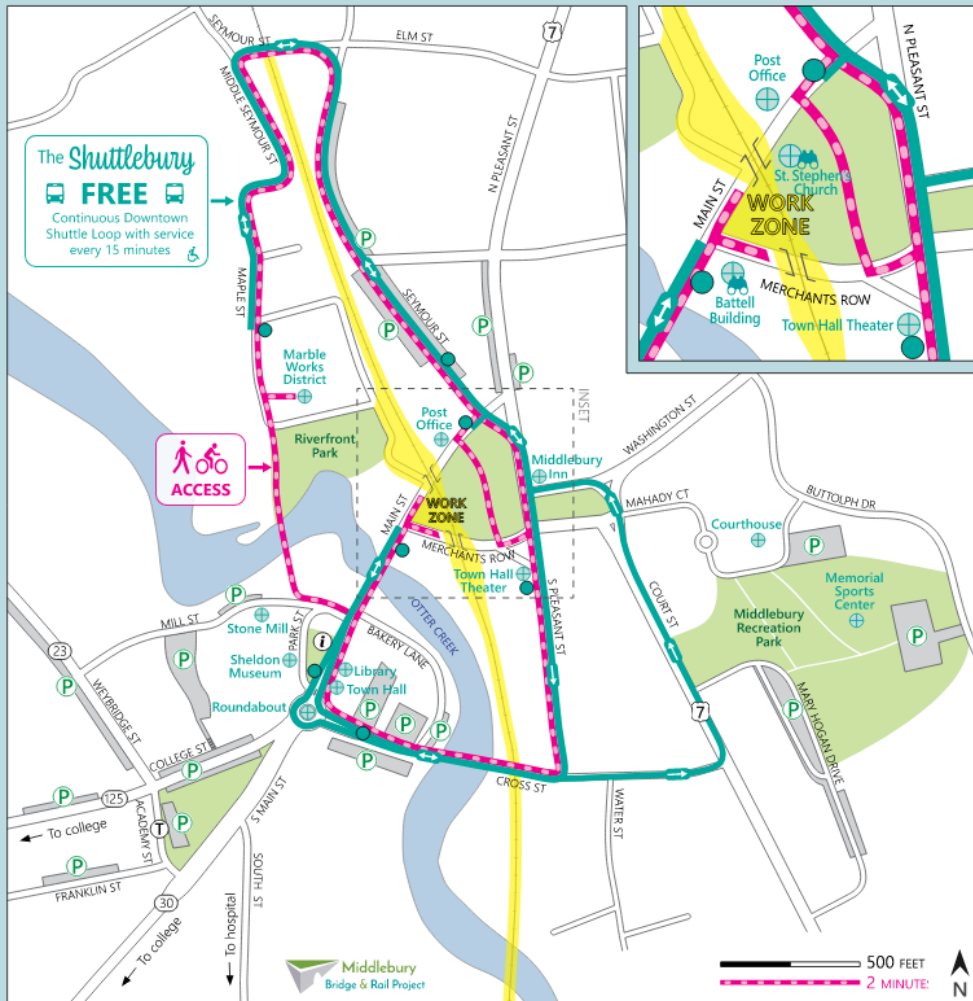 SEYMOUR ST
ELM ST
7
MIDDLE SEYMOUR ST
N PLEASANT ST
The Shuttlebury
FREE
Continuous Downtown
Shuttle Loop with service
every 15 minutes
MAPLE ST
P
SEYMOUR ST
P
P
P
Marble
Works
District
Post
Office
INSET
Riverfront
Park
ACCESS
Middlebury
Inn
WASHINGTON ST
MAHADY CT
BUTTOLPH DR
MAIN ST
WORK
ZONE
MERCHANTS ROW
Town Hall
Theater
Courthouse
P
Memorial
Sports
Center
P
Middlebury
Recreation
Park
S PLEASANT ST
COURT ST
OTTER CREEK
P
MILL ST
Stone Mill
PARK ST
i
BAKERY LANE
Sheldon
Museum
Library
Town Hall
Roundabout
P
P
P
P
P
23
P
WEYBRIDGE ST
COLLEGE ST
P
P
125
To college
ACADEMY ST
T
P
P
FRANKLIN ST
S MAIN ST
CROSS ST
7
P
MARY HOGAN DRIVE
WATER ST
30
SOUTH ST
To college
To hospital
Middlebury
Bridge & Rail Project
500 FEET
2 MINUTE
N
N PLEASANT ST
Post
Office
St. Stephen's
Church
MAIN ST
WORK
ZONE
Battell
Building
MERCHANTS ROW
Town Hall Theater